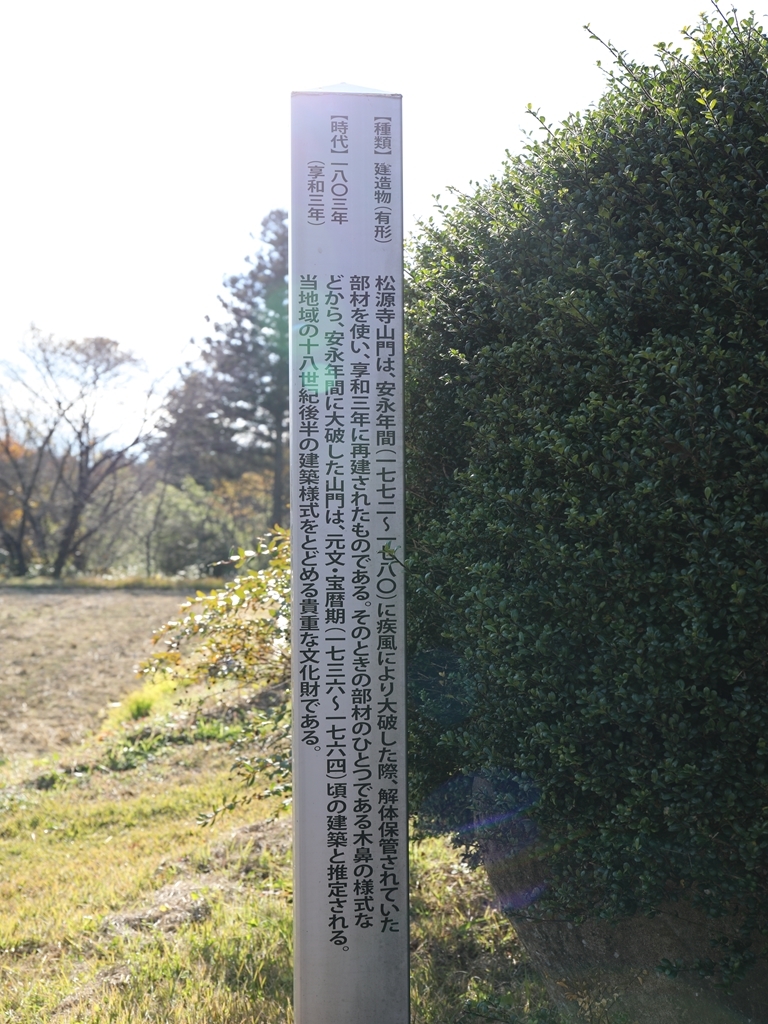 【種類】建造物（有形）
【時代】一八〇三年
（享和三年）
松源寺山門は、安永年間（一七七二〜一七八〇）に疾風により大破した際、解体保管されていた
部材を使い、享和三年に再建されたものである。そのときの部材のひとつである木鼻の様式な
どから、安永年間に大破した山門は、元文・宝暦期（一七三六〜一七六四）頃の建築と推定される。
当地域の十八世紀後半の建築様式をとどめる貴重な文化財である。